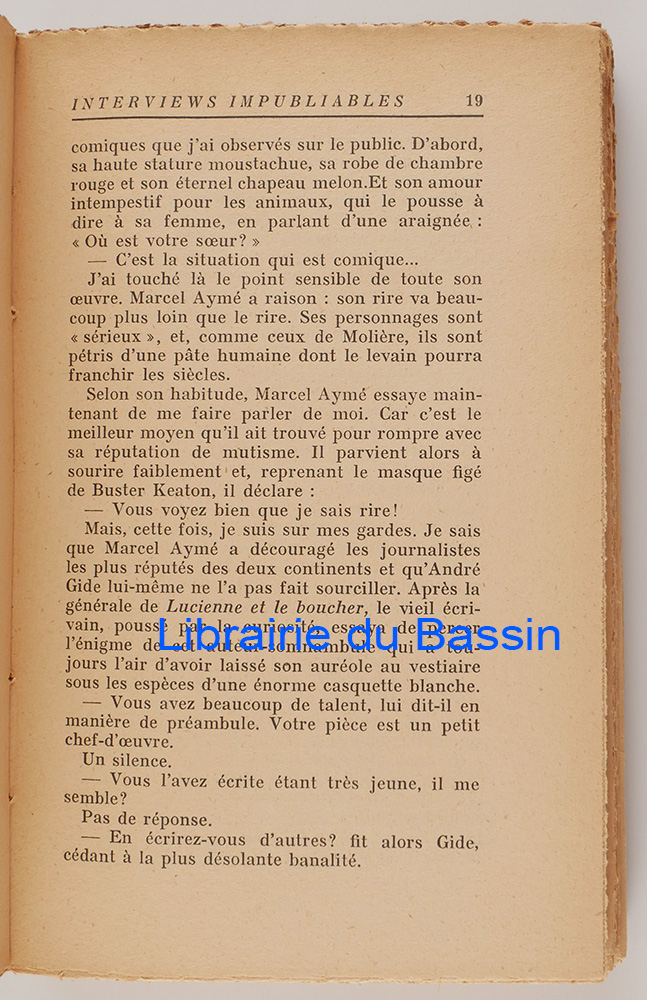 INTERVIEWS IMPUBLIABLES 19
comiques que j'ai observés sur le public. D'abord,
sa haute stature moustachue, sa robe de chambre
rouge et son éternel chapeau melon.Et son amour
intempestif pour les animaux, qui le pousse à
dire à sa femme, en parlant d'une araignée :
« Où est votre sœur? »
— C'est la situation qui est comique...
J'ai touché là le point sensible de toute son
œuvre. Marcel Aymé a raison : son rire va beau-
coup plus loin que le rire. Ses personnages sont
« sérieux », et, comme ceux de Molière, ils sont
pétris d'une pâte humaine dont le levain pourra
franchir les siècles.
Selon son habitude, Marcel Aymé essaye main-
tenant de me faire parler de moi. Car c'est le
meilleur moyen qu'il ait trouvé pour rompre avec
sa réputation de mutisme. Il parvient alors à
sourire faiblement et, reprenant le masque figé
de Buster Keaton, il déclare :
— Vous voyez bien que je sais rire!
Mais, cette fois, je suis sur mes gardes. Je sais
que Marcel Aymé a découragé les journalistes
les plus réputés des deux continents et qu'André
Gide lui-même ne l'a pas fait sourciller. Après la
générale de Lucienne et le boucher, le vieil écri-
vain, poussé par la curiosité, essaya de percer
l'énigme de cet auteur-somnambule qui a tou-
jours l'air d'avoir laissé son auréole au vestiaire
sous les espèces d'une énorme casquette blanche.
— Vous avez beaucoup de talent, lui dit-il en
manière de préambule. Votre pièce est un petit
chef-d'œuvre.
Un silence.
— Vous l'avez écrite étant très jeune, il me
semble?
Pas de réponse.
— En écrirez-vous d'autres? fit alors Gide,
cédant à la plus désolante banalité.
Librairie du Bassin